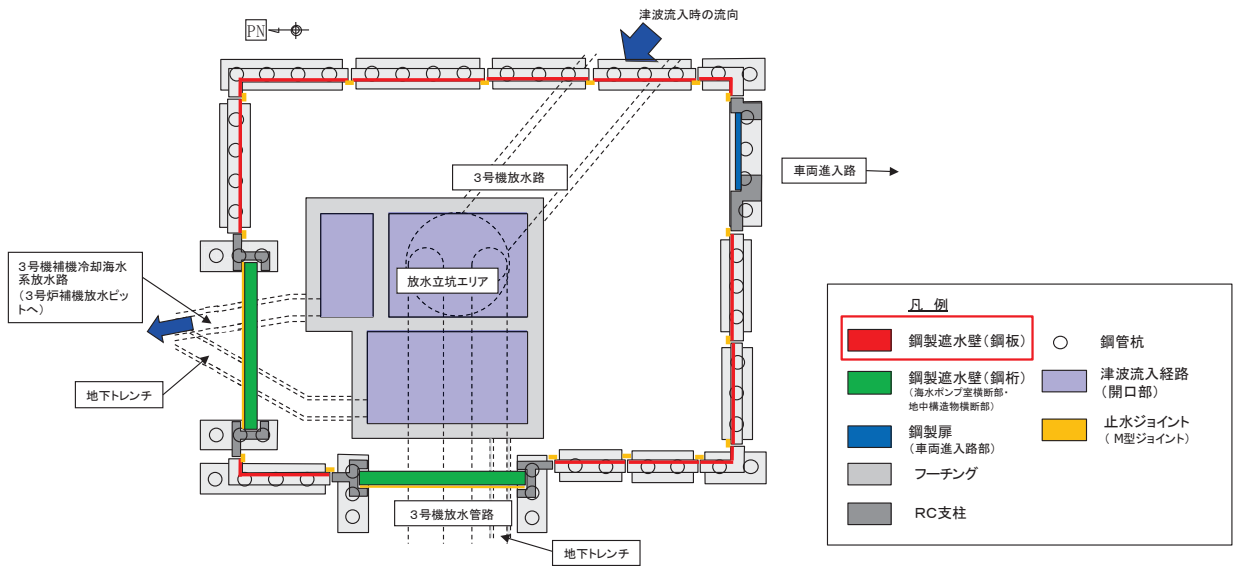 津波流入時の流向
PN
3号機放水路
車両進入路
3号機補機冷却海水
系放水路
(3号炉補機放水ピッ
トへ)
放水立坑エリア
地下トレンチ
3号機放水管路
地下トレンチ
凡 例
鋼製遮水壁(鋼板)
鋼管杭
鋼製遮水壁(鋼桁)
(海水ポンプ室横断部・
地中構造物横断部)
津波流入経路
(開口部)
鋼製扉
(車両進入路部)
止水ジョイント
( M型ジョイント)
フーチング
RC支柱